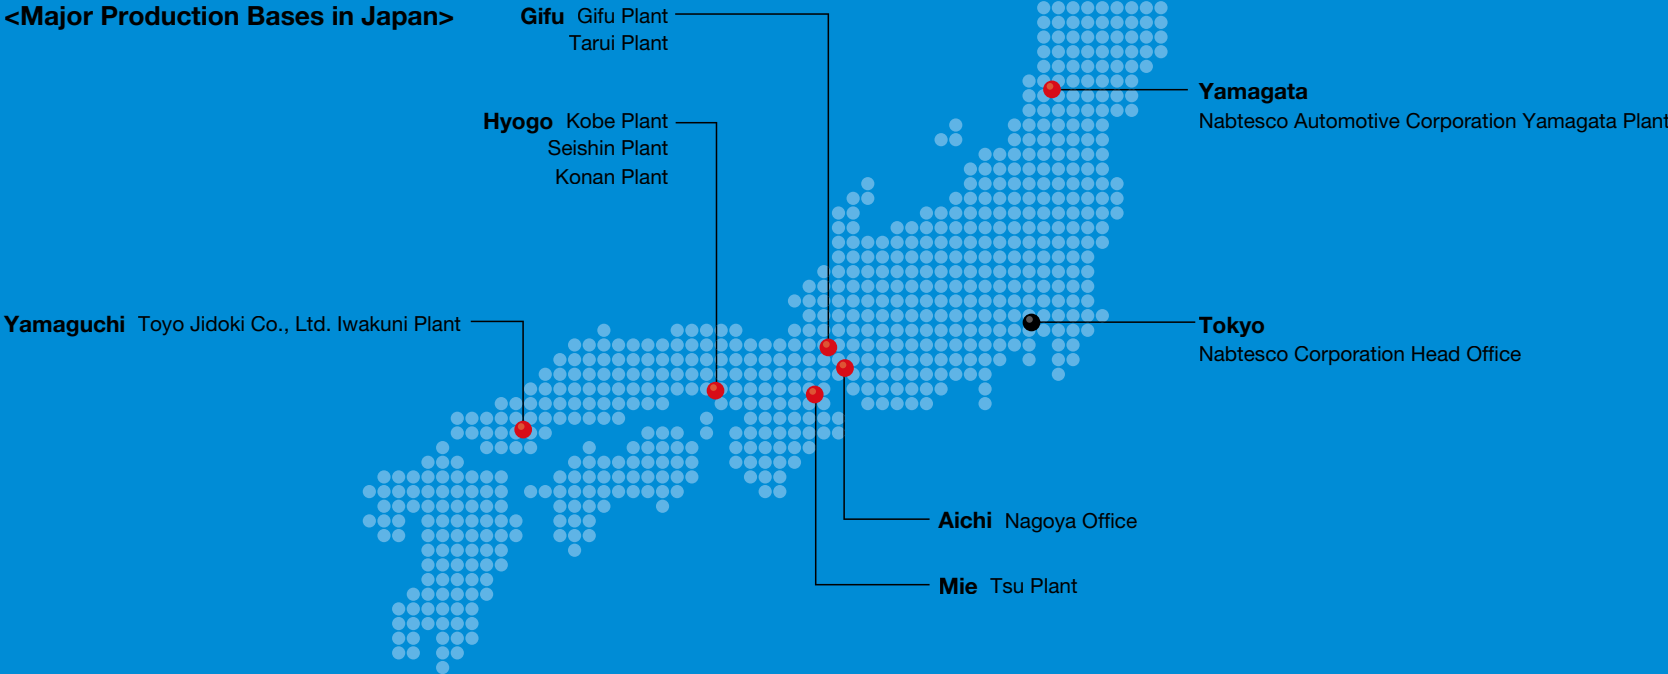 <Major Production Bases in Japan>
Gifu Gifu Plant
Tarui Plant
Hyogo Kobe Plant
Seishin Plant
Konan Plant
Yamagata
Nabtesco Automotive Corporation Yamagata Plant
Yamaguchi Toyo Jidoki Co., Ltd. Iwakuni Plant
Tokyo
Nabtesco Corporation Head Office
Aichi Nagoya Office
Mie Tsu Plant